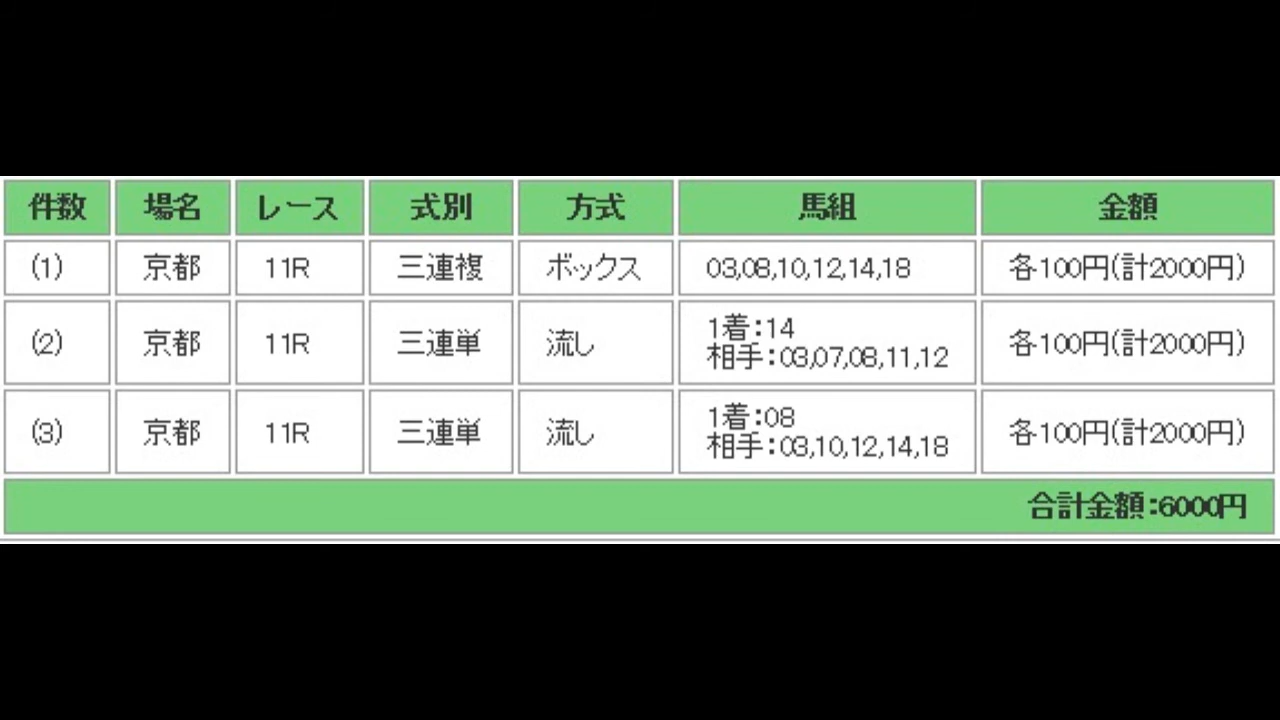 件数 場名 レース 式別 方式 馬組 金額
(1) 京都 11R 三連複 ボックス 03,08,10,12,14,18 各100円(計2000円)
(2) 京都 11R 三連単 流し 1着:14
相手:03,07,08,11,12 各100円(計2000円)
(3) 京都 11R 三連単 流し 1着:08
相手:03,10,12,14,18 各100円(計2000円)
合計金額:6000円